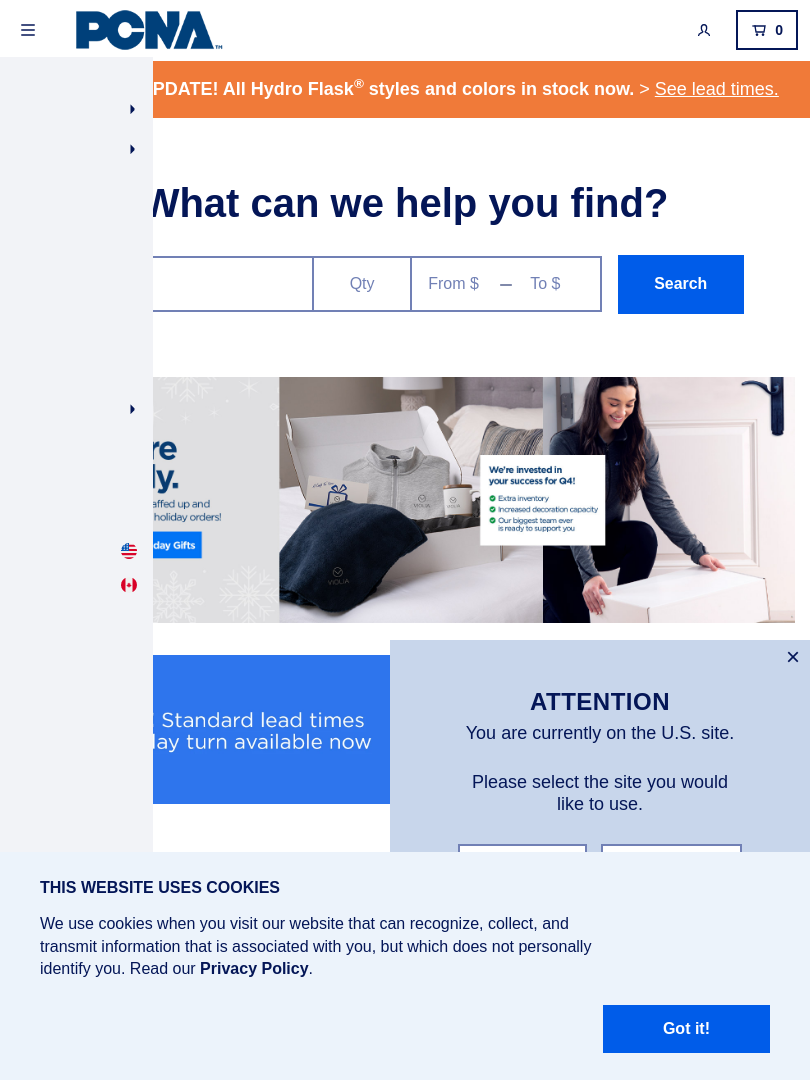 PCNA™
0
PDATE! All Hydro Flask® styles and colors in stock now. > See lead times.
What can we help you find?
Qty
From $
To $
Search
re
ly.
affed up and
holiday orders!
day Gifts
We're invested in
your success for Q4!
Extra inventory
Increased decoration capacity
Our biggest team ever
is ready to support you
Standard lead times
lay turn available now
ATTENTION
You are currently on the U.S. site.
Please select the site you would
like to use.
THIS WEBSITE USES COOKIES
We use cookies when you visit our website that can recognize, collect, and
transmit information that is associated with you, but which does not personally
identify you. Read our Privacy Policy.
Got it!